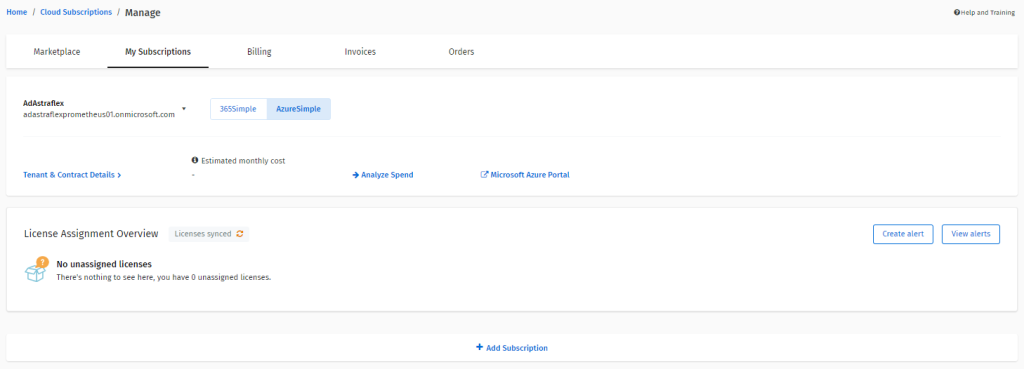 Home / Cloud Subscriptions / Manage
Help and Training
Marketplace My Subscriptions Billing Invoices Orders
AdAstraflex
adastraflexprometheus01.onmicrosoft.com
365Simple AzureSimple
Estimated monthly cost
Tenant & Contract Details - Analyze Spend Microsoft Azure Portal
License Assignment Overview Licenses synced Create alert View alerts
No unassigned licenses
There's nothing to see here, you have 0 unassigned licenses.
+ Add Subscription